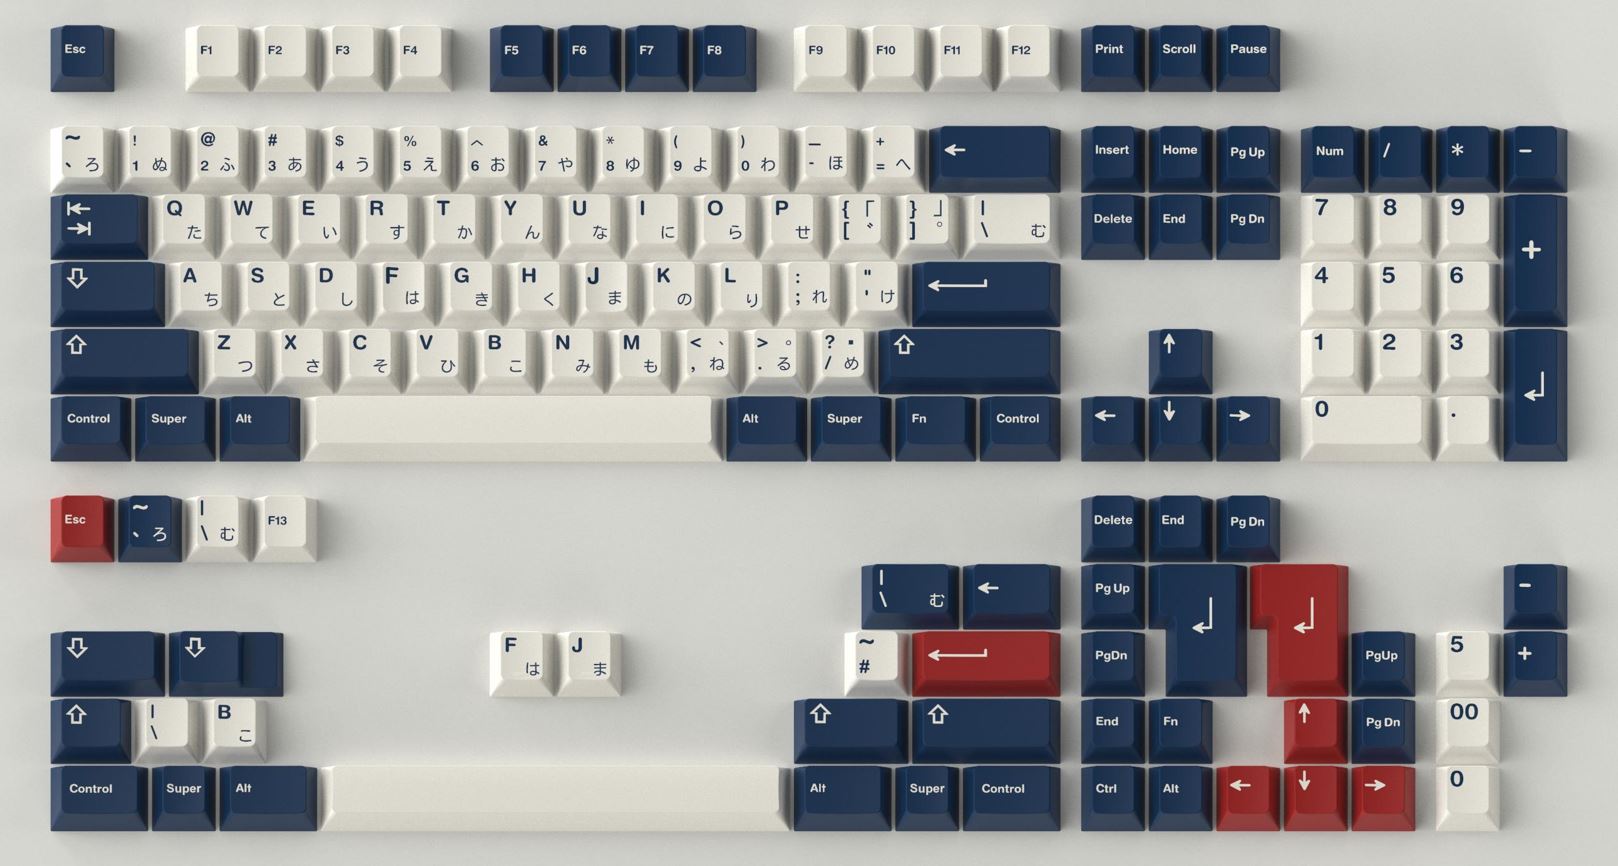 Esc F1 F2 F3 F4 F5 F6 F7 F8 F9 F10 F11 F12 Print Scroll Pause
~ ! @ # $ % ^ & * ( ) — +
` ろ 1 ぬ 2 ふ 3 あ 4 う 5 え 6 お 7 や 8 ゆ 9 よ 0 わ - ほ = へ ← Insert Home Pg Up Num / * -
⇤ Q W E R T Y U I O P { 「 } 」 | 7 8 9
⇥ た て い す か ん な に ら せ [ ゛ ] ゜ \ む Delete End Pg Dn +
⇩ A S D F G H J K L : " ← 4 5 6
ち と し は き く ま の り ; れ ' け
⇧ Z X C V B N M < 、 > 。 ? ・ ⇧ ↑ 1 2 3
つ さ そ ひ こ み も , ね . る / め ↵
Control Super Alt Alt Super Fn Control ← ↓ → 0 .
Esc ~ | F13 Delete End Pg Dn
` ろ \ む
| ← Pg Up ↵ ↵ -
\ む
⇩ ⇩ F J ~ ← PgDn PgUp 5 +
は ま #
⇧ | B ⇧ ⇧ End Fn ↑ Pg Dn 00
\ こ
Control Super Alt Alt Super Control Ctrl Alt ← ↓ → 0